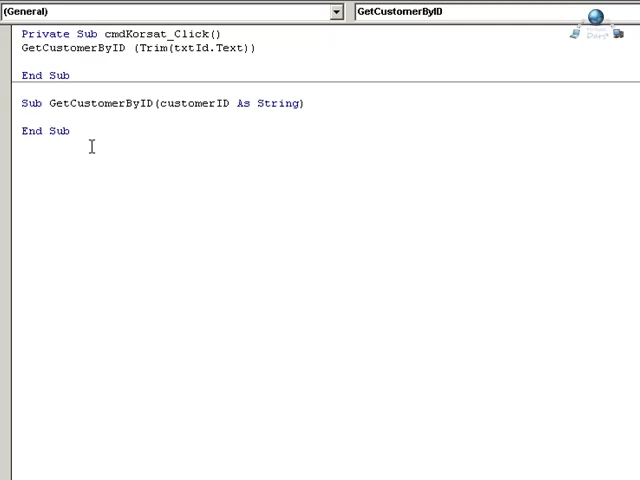 (General)
GetCustomerByID
Private Sub cmdKorsat_Click()
GetCustomerByID (Trim(txtId.Text))
End Sub
Sub GetCustomerByID(customerID As String)
End Sub